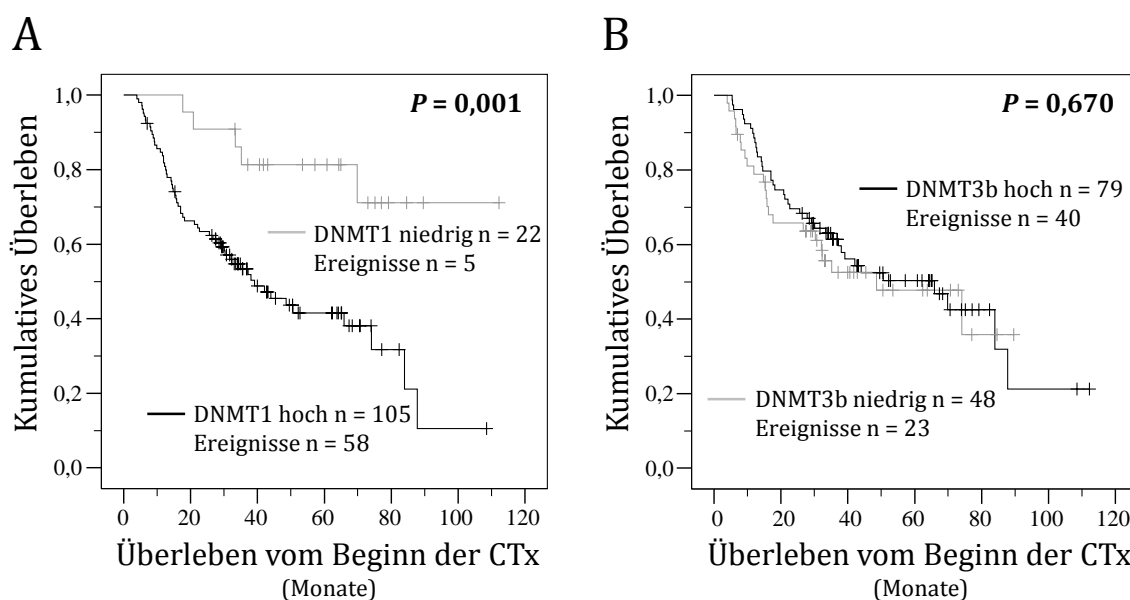 A
Kumulatives Überleben
1,0
0,8
0,6
0,4
0,2
0,0
P = 0,001
DNMT1 niedrig n = 22
Ereignisse n = 5
DNMT1 hoch n = 105
Ereignisse n = 58
0 20 40 60 80 100 120
Überleben vom Beginn der CTx
(Monate)
B
Kumulatives Überleben
1,0
0,8
0,6
0,4
0,2
0,0
P = 0,670
DNMT3b hoch n = 79
Ereignisse n = 40
DNMT3b niedrig n = 48
Ereignisse n = 23
0 20 40 60 80 100 120
Überleben vom Beginn der CTx
(Monate)